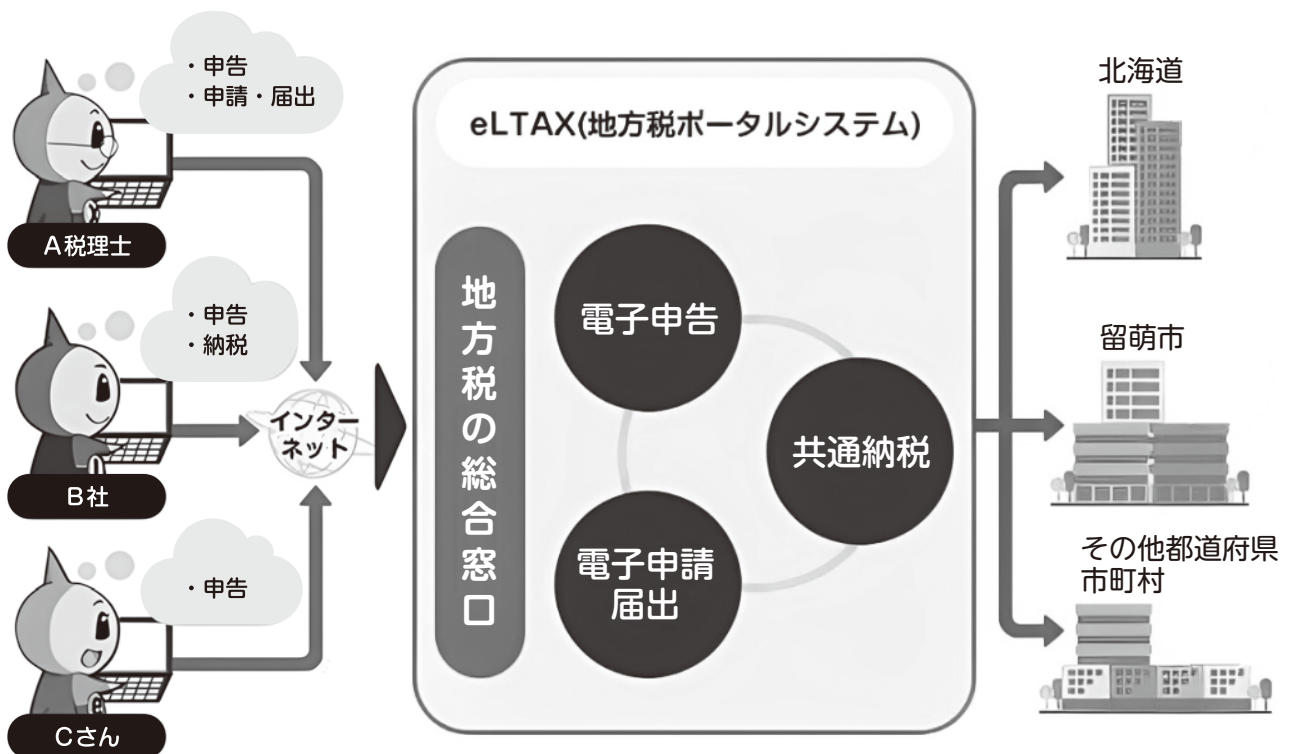 ・申告
・申請・届出
A税理士
・申告
・納税
B社
・申告
Cさん
インター
ネット
eLTAX(地方税ポータルシステム)
地方税の総合窓口
電子申告
共通納税
電子申請
届出
北海道
留萌市
その他都道府県
市町村